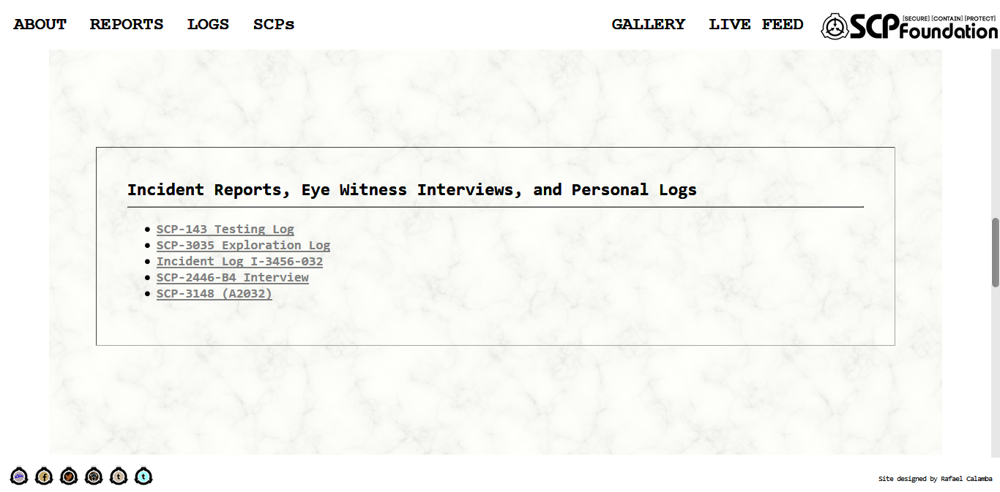 ABOUT REPORTS LOGS SCPs GALLERY LIVE FEED
[SECURE] [CONTAIN] [PROTECT]
SCP Foundation
Incident Reports, Eye Witness Interviews, and Personal Logs
SCP-143 Testing Log
SCP-3035 Exploration Log
Incident Log I-3456-032
SCP-2446-B4 Interview
SCP-3148 (A2032)
f t t
Site designed by Rafael Calamba